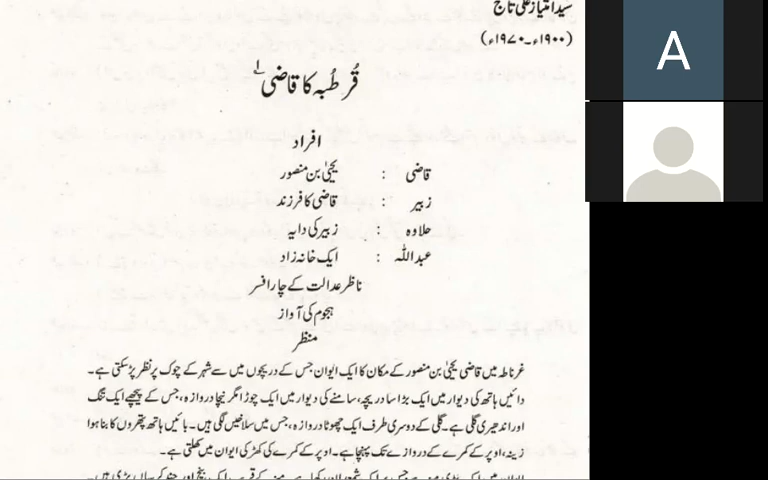 سید امتیاز علی تاج
(۱۹۰۰ء۔۱۹۷۰ء)
قُرطُبہ کا قاضی
افراد
قاضی : یحییٰ بن منصور
زبیر : قاضی کا فرزند
حلاوہ : زبیر کی دایہ
عبداللہ : ایک خانہ زاد
ناظر عدالت کے چار افسر
ہجوم کی آواز
منظر
غرناطہ میں قاضی یحییٰ بن منصور کے مکان کا ایک ایوان جس کے دریچوں میں سے شہر کے چوک پر نظر پڑ سکتی ہے۔
دائیں ہاتھ کی دیوار میں ایک بڑا سا دریچہ، سامنے کی دیوار میں ایک چوڑا مگر نیچا دروازہ، جس کے پیچھے ایک تنگ
اور اندھیری گلی ہے۔ گلی کے دوسری طرف ایک چھوٹا دروازہ، جس میں سلاخیں لگی ہیں۔ بائیں ہاتھ پتھروں کا بنا ہوا
زینہ، اوپر کے کمرے کے دروازے تک پہنچتا ہے۔ اوپر کے کمرے کی کھڑکی ایوان میں کھلتی ہے۔
A